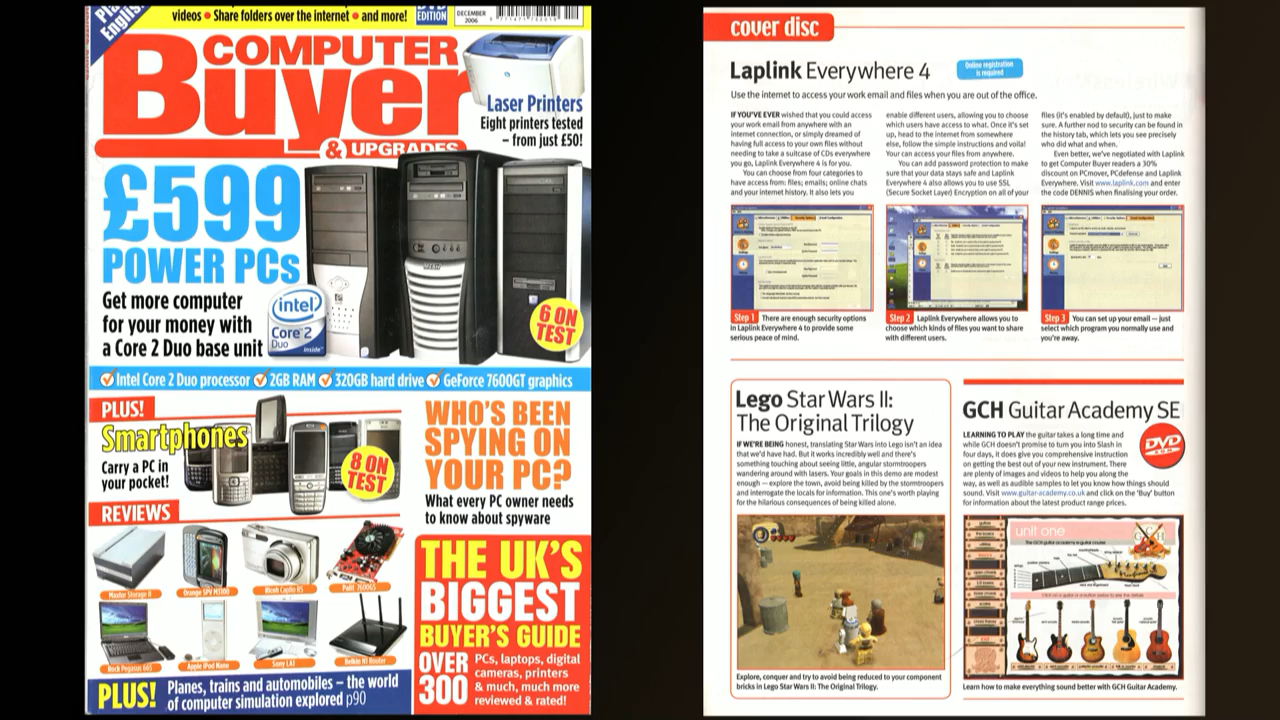 Pla
English
videos • Share folders over the internet • and more!
DVD
EDITION
DECEMBER
2006
COMPUTER
Buyer
& UPGRADES
Laser Printers
Eight printers tested
– from just £50!
£599
POWER PCs
Get more computer
for your money with
a Core 2 Duo base unit
intel
Core 2
Duo
inside
6 ON
TEST
Intel Core 2 Duo processor 2GB RAM 320GB hard drive GeForce 7600GT graphics
PLUS!
Smartphones
Carry a PC in
your pocket!
8 ON
TEST
WHO'S BEEN
SPYING ON
YOUR PC?
What every PC owner needs
to know about spyware
REVIEWS
Maxtor Storage II
Orange SPV M3100
Ricoh Caplio R5
Palit 7600GS
Rock Pegasus 665
Apple iPod Nano
Sony LA1
Belkin N1 Router
THE UK'S
BIGGEST
BUYER'S GUIDE
OVER
300
PCs, laptops, digital
cameras, printers
& much, much more
reviewed & rated!
PLUS!
Planes, trains and automobiles – the world
of computer simulation explored p90
cover disc
Laplink Everywhere 4
Online registration
is required
Use the internet to access your work email and files when you are out of the office.
IF YOU'VE EVER wished that you could access
your work email from anywhere with an
internet connection, or simply dreamed of
having full access to your own files without
needing to take a suitcase of CDs everywhere
you go, Laplink Everywhere 4 is for you.
You can choose from four categories to
have access from: files; emails; online chats
and your internet history. It also lets you
enable different users, allowing you to choose
which users have access to what. Once it's set
up, head to the internet from somewhere
else, follow the simple instructions and voila!
Your can access your files from anywhere.
You can add password protection to make
sure that your data stays safe and Laplink
Everywhere 4 also allows you to use SSL
(Secure Socket Layer) Encryption on all of your
files (it's enabled by default), just to make
sure. A further nod to security can be found in
the history tab, which lets you see precisely
who did what and when.
Even better, we've negotiated with Laplink
to get Computer Buyer readers a 30%
discount on PCmover, PCdefense and Laplink
Everywhere. Visit www.laplink.com and enter
the code DENNIS when finalising your order.
Step 1 There are enough security options
in Laplink Everywhere 4 to provide some
serious peace of mind.
Step 2 Laplink Everywhere allows you to
choose which kinds of files you want to share
with different users.
Step 3 You can set up your email — just
select which program you normally use and
you're away.
Lego Star Wars II:
The Original Trilogy
IF WE'RE BEING honest, translating Star Wars into Lego isn't an idea
that we'd have had. But it works incredibly well and there's
something touching about seeing little, angular stormtroopers
wandering around with lasers. Your goals in this demo are modest
enough — explore the town, avoid being killed by the stormtroopers
and interrogate the locals for information. This one's worth playing
for the hilarious consequences of being killed alone.
Explore, conquer and try to avoid being reduced to your component
bricks in Lego Star Wars II: The Original Trilogy.
GCH Guitar Academy SE
LEARNING TO PLAY the guitar takes a long time and
while GCH doesn't promise to turn you into Slash in
four days, it does give you comprehensive instruction
on getting the best out of your new instrument. There
are plenty of images and videos to help you along the
way, as well as audible samples to let you know how things should
sound. Visit www.guitar-academy.co.uk and click on the 'Buy' button
for information about the latest product range prices.
DVD
unit one
The GCH guitar academy e:guitar course
Learn how to make everything sound better with GCH Guitar Academy.